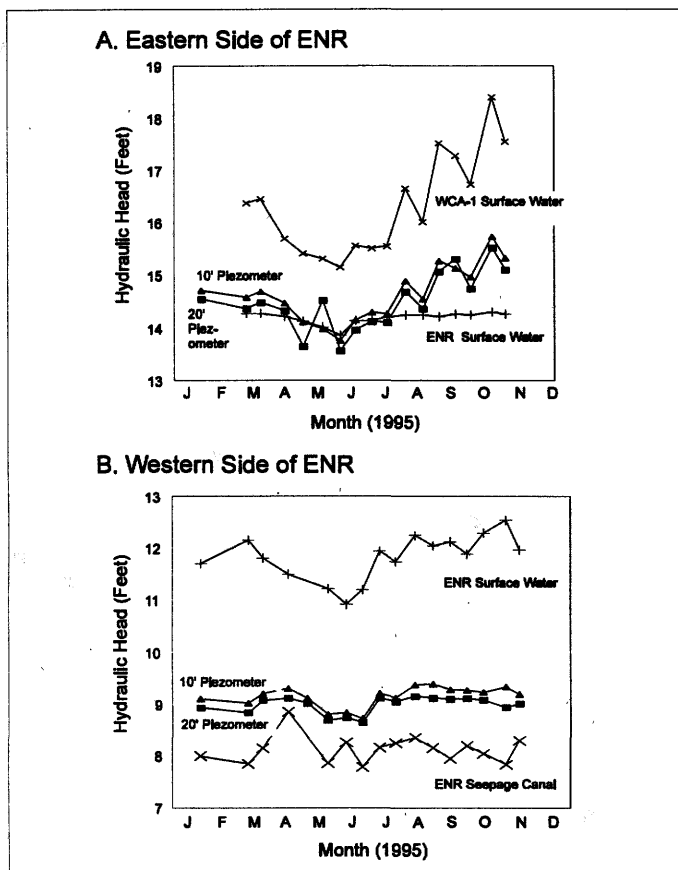 A. Eastern Side of ENR
19
18
17
16
15
14
13
Hydraulic Head (Feet)
WCA-1 Surface Water
10' Piezometer
20'
Piez-
ometer
ENR Surface Water
J F M A M J J A S O N D
Month (1995)
B. Western Side of ENR
13
12
11
10
9
8
7
Hydraulic Head (Feet)
ENR Surface Water
10' Piezometer
20' Piezometer
ENR Seepage Canal
J F M A M J J A S O N D
Month (1995)